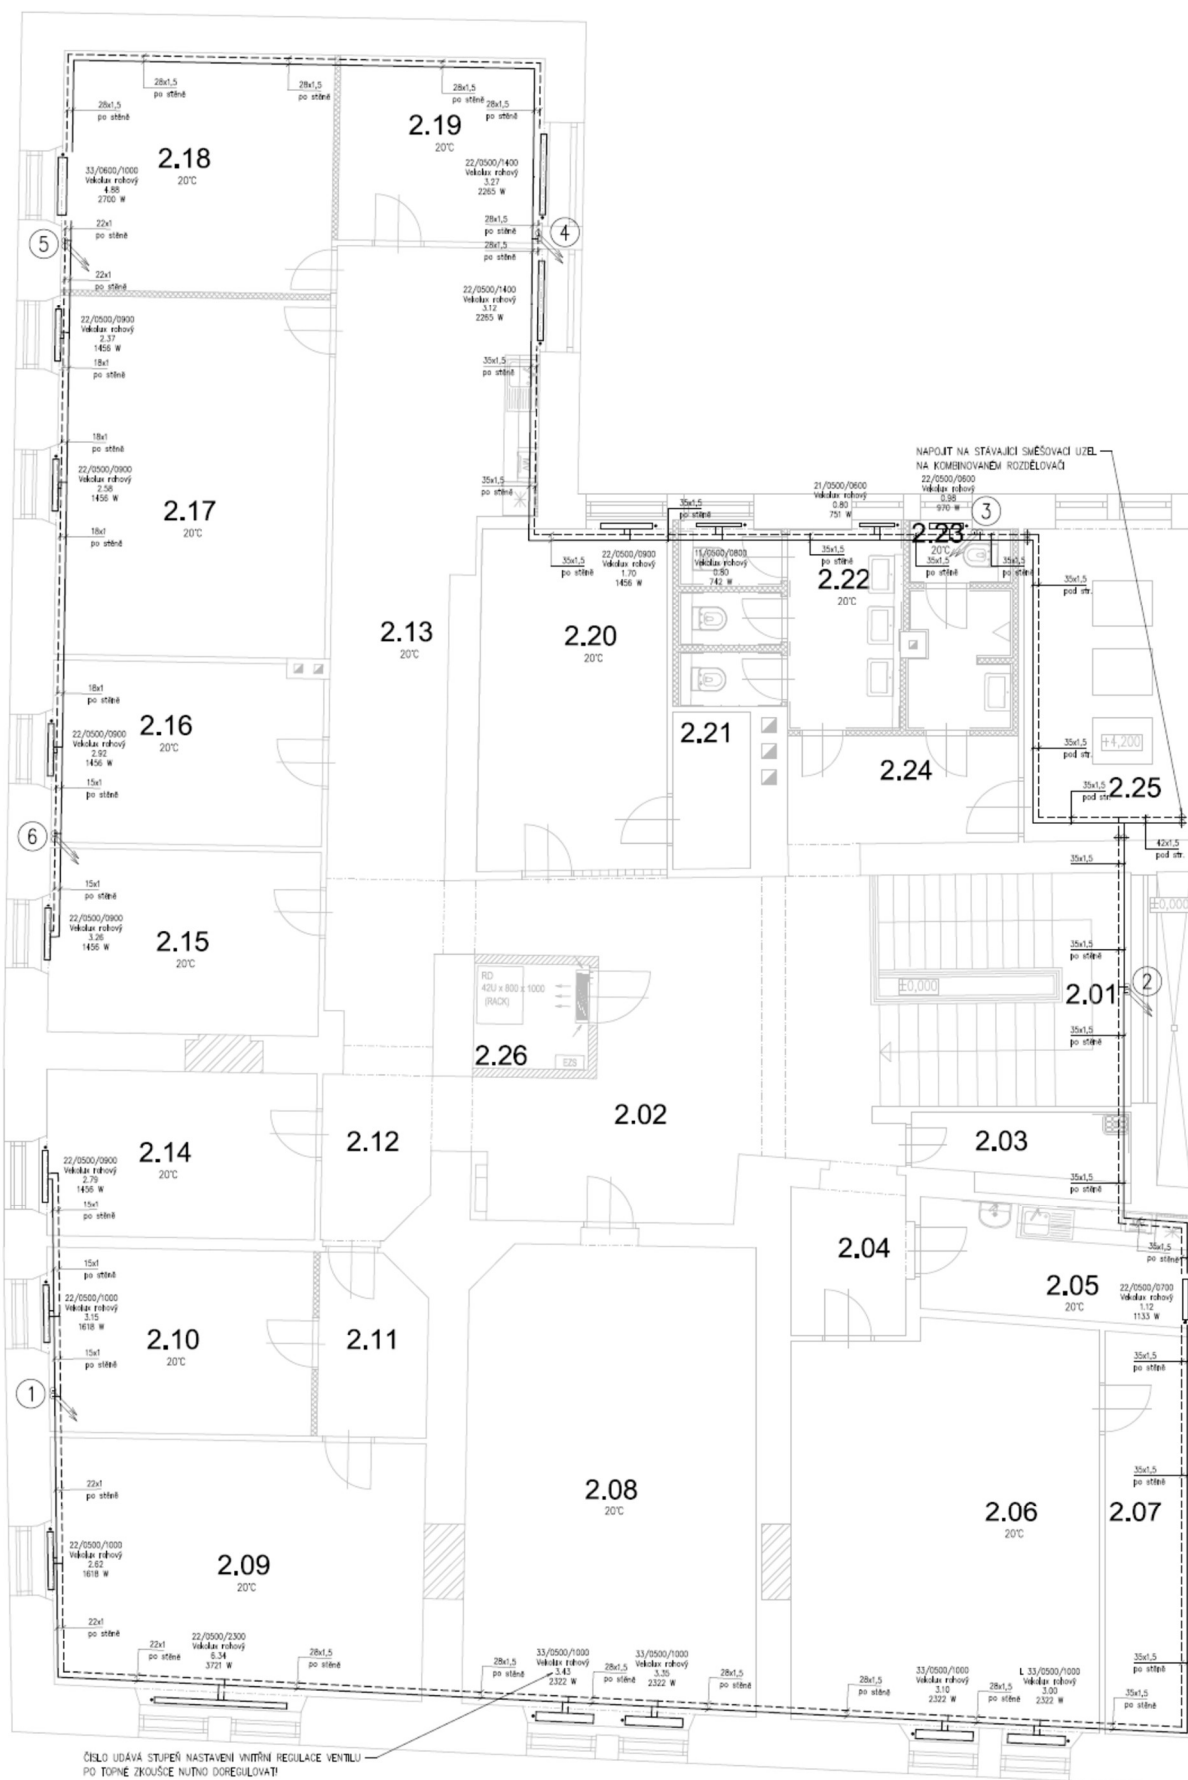 28x1,5
po stěně
28x1,5
po stěně
28x1,5
po stěně
28x1,5
po stěně
28x1,5
po stěně
2.18
20°C
2.19
20°C
33/0600/1000
Vekolux rohový
4.88
2700 W
22/0500/1400
Vekolux rohový
3.27
2265 W
22x1
po stěně
5
28x1,5
po stěně
4
28x1,5
po stěně
22x1
po stěně
22/0500/1400
Vekolux rohový
3.12
2265 W
22/0500/0900
Vekolux rohový
2.37
1456 W
18x1
po stěně
35x1,5
po stěně
18x1
po stěně
22/0500/0900
Vekolux rohový
2.58
1456 W
2.17
20°C
18x1
po stěně
35x1,5
po stěně
NAPOJIT NA STÁVAJÍCÍ SMĚŠOVACÍ UZEL
NA KOMBINOVANÉM ROZDĚLOVAČI
35x1,5
po stěně
21/0500/0600
Vekolux rohový
0.80
751 W
22/0500/0600
Vekolux rohový
0.98
970 W
3
2.23
20°C
35x1,5
po stěně
22/0500/0900
Vekolux rohový
1.70
1456 W
11/0500/0800
Vekolux rohový
0.80
742 W
35x1,5
po stěně
35x1,5
po stěně
35x1,5
po stěně
35x1,5
pod str.
2.22
20°C
2.13
20°C
2.20
20°C
18x1
po stěně
22/0500/0900
Vekolux rohový
2.92
1456 W
2.16
20°C
2.21
2.24
35x1,5
pod str.
+4,200
35x1,5
pod str.
2.25
15x1
po stěně
6
42x1,5
pod str.
35x1,5
15x1
po stěně
22/0500/0900
Vekolux rohový
3.26
1456 W
2.15
20°C
±0,000
35x1,5
po stěně
RD
42U x 800 x 1000
(RACK)
2.26
EZS
±0,000
2.01
2
35x1,5
po stěně
2.02
2.03
2.12
2.14
20°C
22/0500/0900
Vekolux rohový
2.79
1456 W
15x1
po stěně
35x1,5
po stěně
2.04
35x1,5
po stěně
2.05
20°C
22/0500/0700
Vekolux rohový
1.12
1133 W
15x1
po stěně
22/0500/1000
Vekolux rohový
3.15
1618 W
2.10
20°C
2.11
15x1
po stěně
1
35x1,5
po stěně
35x1,5
po stěně
22x1
po stěně
2.08
20°C
2.06
20°C
2.07
22/0500/1000
Vekolux rohový
2.62
1618 W
2.09
20°C
22x1
po stěně
22x1
po stěně
22/0500/2300
Vekolux rohový
6.34
3721 W
28x1,5
po stěně
28x1,5
po stěně
33/0500/1000
Vekolux rohový
3.43
2322 W
28x1,5
po stěně
33/0500/1000
Vekolux rohový
3.35
2322 W
28x1,5
po stěně
28x1,5
po stěně
33/0500/1000
Vekolux rohový
3.10
2322 W
28x1,5
po stěně
L 33/0500/1000
Vekolux rohový
3.00
2322 W
35x1,5
po stěně
35x1,5
po stěně
ČÍSLO UDÁVÁ STUPEŇ NASTAVENÍ VNITŘNÍ REGULACE VENTILU
PO TOPNÉ ZKOUŠCE NUTNO DOREGULOVAT!